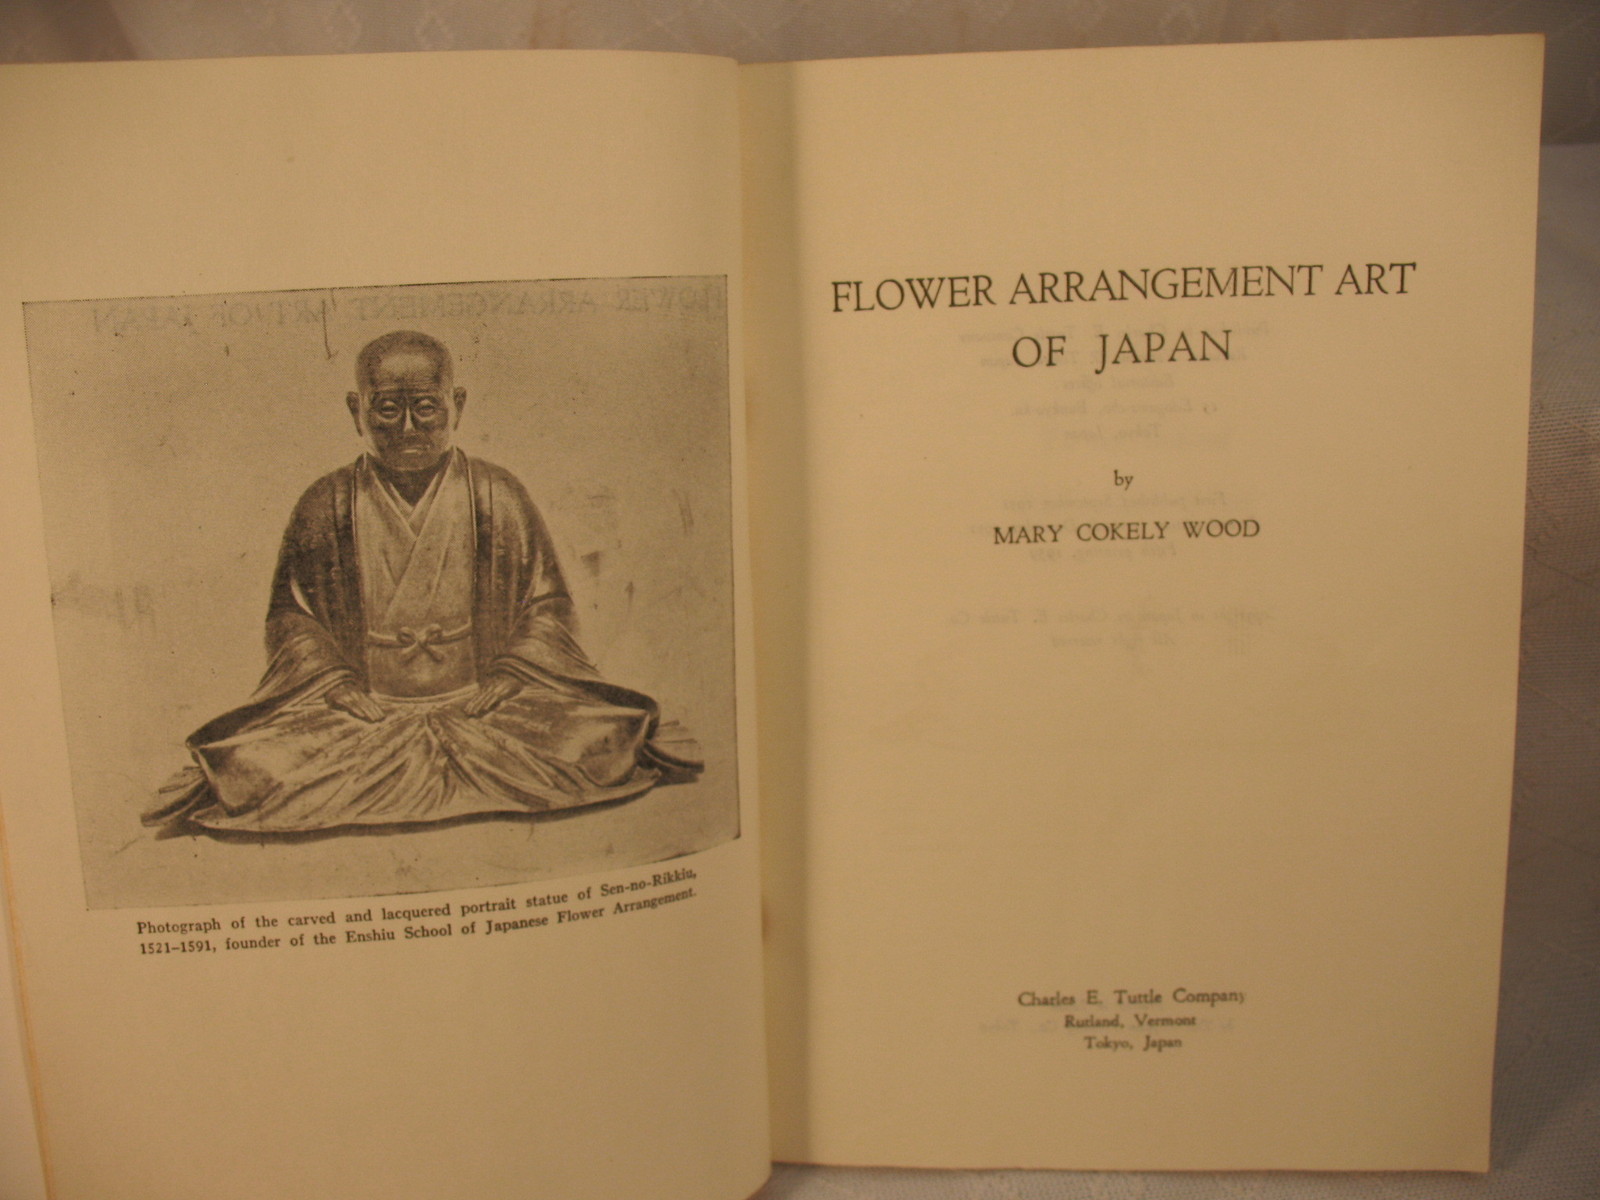 Photograph of the carved and lacquered portrait statue of Sen-no-Rikkiu,
1521–1591, founder of the Enshiu School of Japanese Flower Arrangement.
FLOWER ARRANGEMENT ART
OF JAPAN
by
MARY COKELY WOOD
Charles E. Tuttle Company
Rutland, Vermont
Tokyo, Japan